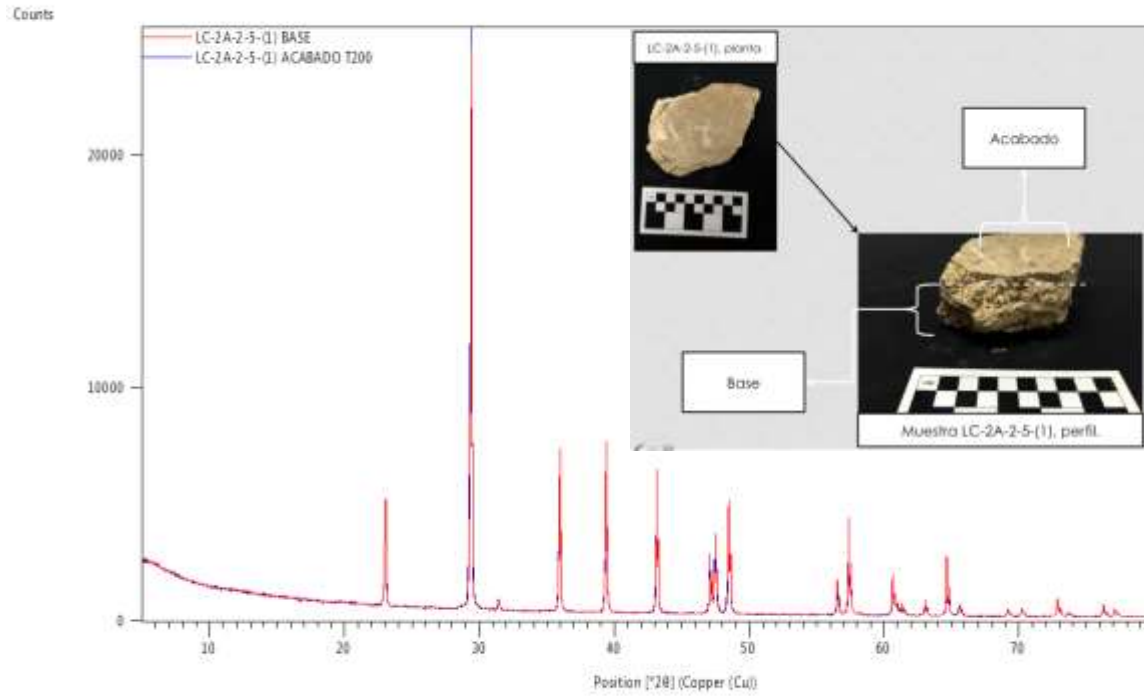 Counts
LC-2A-2-5-(1) BASE
LC-2A-2-5-(1) ACABADO T200
LC-2A-2-5-(1), planta
Acabado
Base
Muestra LC-2A-2-5-(1), perfil.
20000
10000
0
10
20
30
40
50
60
70
Position [°2θ] (Copper (Cu))